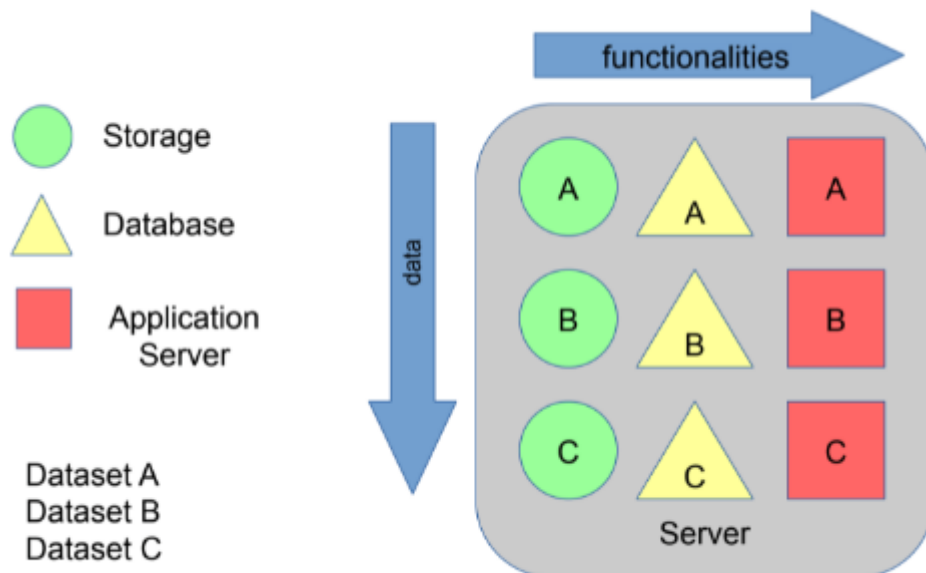 functionalities
Storage
Database
Application
Server
data
A A A
B B B
C C C
Server
Dataset A
Dataset B
Dataset C